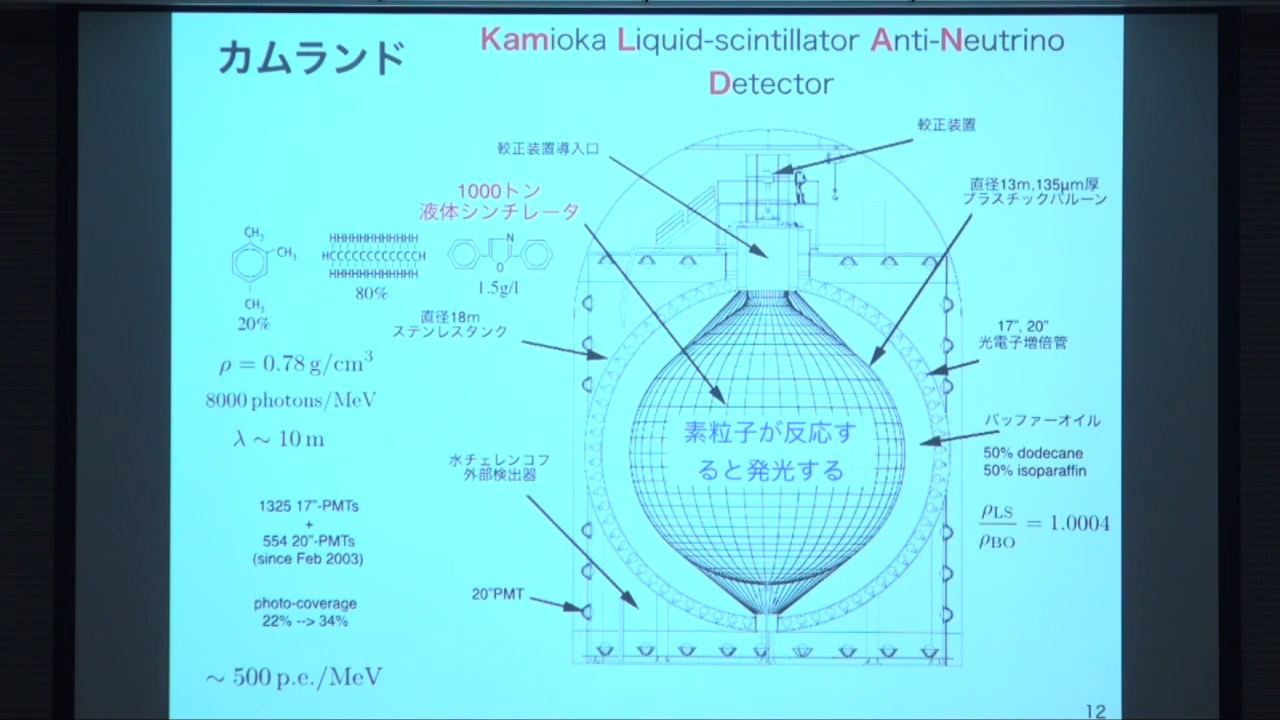 カムランド
Kamioka Liquid-scintillator Anti-Neutrino
Detector
較正装置
較正装置導入口
直径13m,135μm厚
プラスチックバルーン
1000トン
液体シンチレータ
CH3
CH3
CH3
20%
HHHHHHHHHHHH
HCCCCCCCCCCCCH
HHHHHHHHHHHH
80%
N
O
1.5g/l
直径18m
ステンレスタンク
17”, 20”
光電子増倍管
ρ = 0.78 g/cm³
8000 photons/MeV
λ ∼ 10 m
素粒子が反応す
ると発光する
バッファーオイル
50% dodecane
50% isoparaffin
ρLS
ρBO
= 1.0004
水チェレンコフ
外部検出器
1325 17”-PMTs
+
554 20”-PMTs
(since Feb 2003)
20”PMT
photo-coverage
22% --> 34%
∼ 500 p.e./MeV
12